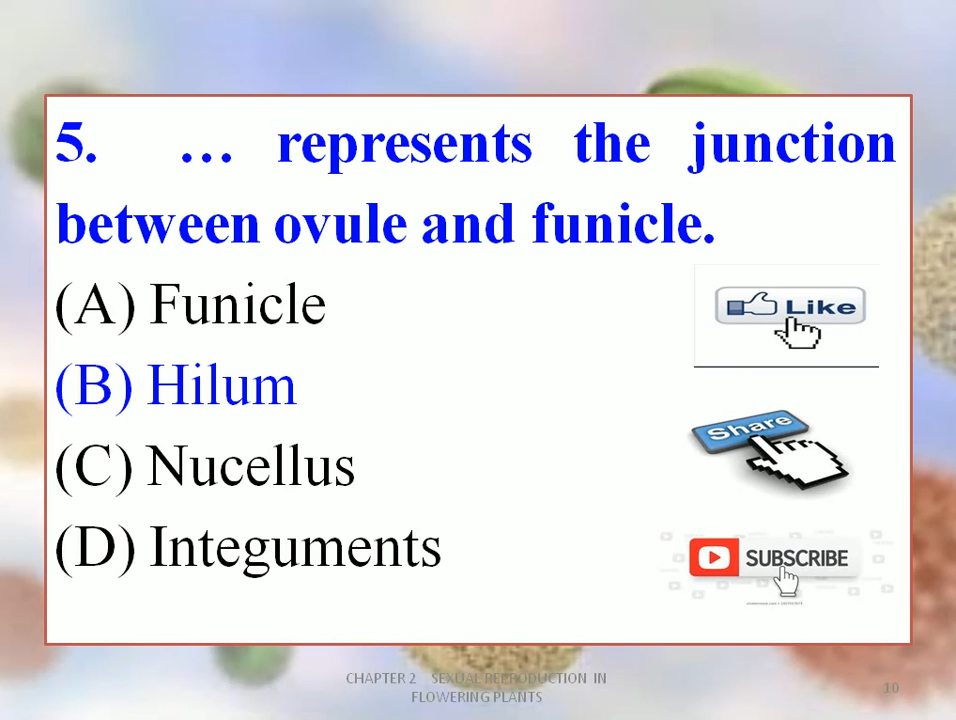 5. … represents the junction
between ovule and funicle.
(A) Funicle
(B) Hilum
(C) Nucellus
(D) Integuments
Like
Share
SUBSCRIBE
CHAPTER 2 SEXUAL REPRODUCTION IN
FLOWERING PLANTS
10